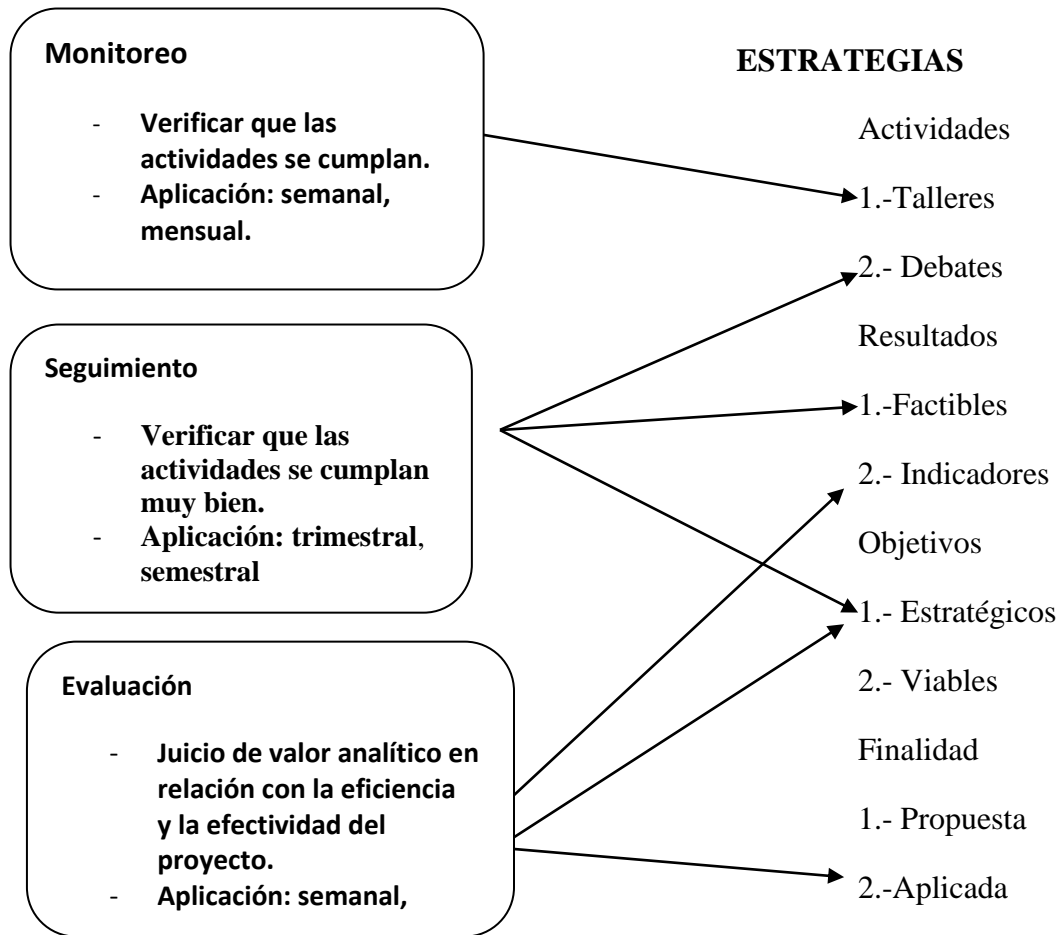 Monitoreo
- Verificar que las
actividades se cumplan.
- Aplicación: semanal,
mensual.
Seguimiento
- Verificar que las
actividades se cumplan
muy bien.
- Aplicación: trimestral,
semestral
Evaluación
- Juicio de valor analítico en
relación con la eficiencia
y la efectividad del
proyecto.
- Aplicación: semanal,
ESTRATEGIAS
Actividades
1.-Talleres
2.- Debates
Resultados
1.-Factibles
2.- Indicadores
Objetivos
1.- Estratégicos
2.- Viables
Finalidad
1.- Propuesta
2.-Aplicada